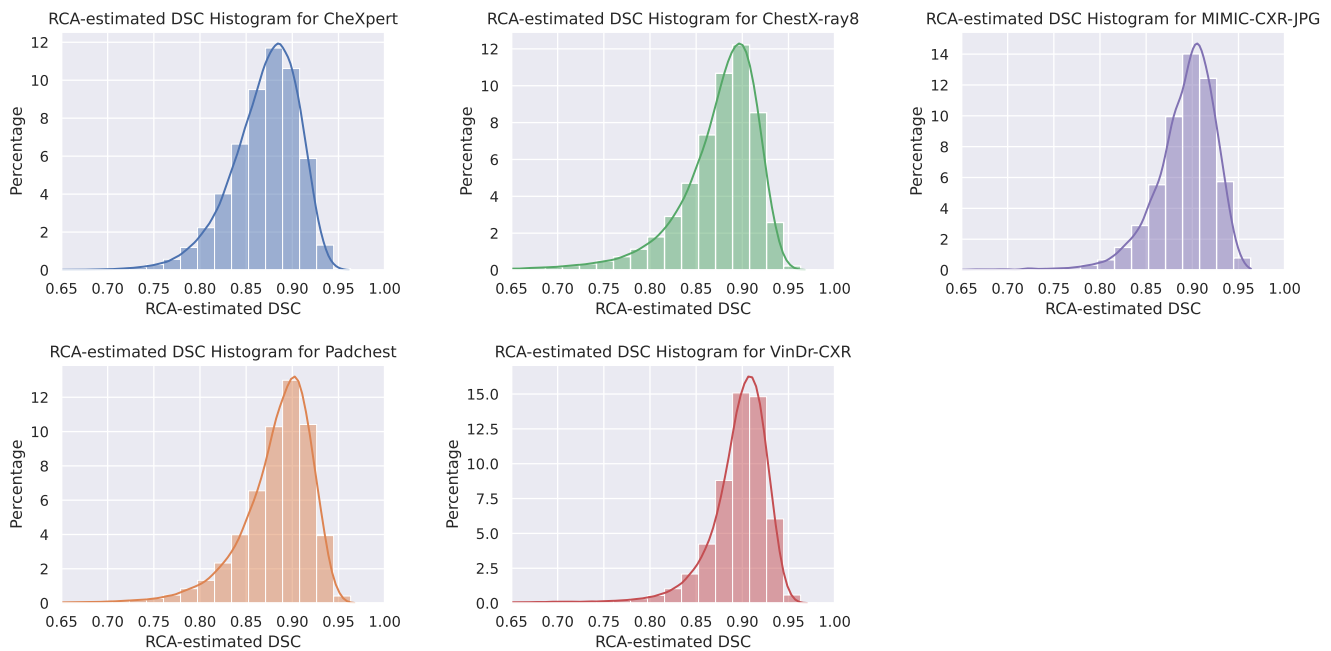 RCA-estimated DSC Histogram for CheXpert
12
10
8
6
4
2
0
Percentage
0.65 0.70 0.75 0.80 0.85 0.90 0.95 1.00
RCA-estimated DSC
RCA-estimated DSC Histogram for ChestX-ray8
12
10
8
6
4
2
0
Percentage
0.65 0.70 0.75 0.80 0.85 0.90 0.95 1.00
RCA-estimated DSC
RCA-estimated DSC Histogram for MIMIC-CXR-JPG
14
12
10
8
6
4
2
0
Percentage
0.65 0.70 0.75 0.80 0.85 0.90 0.95 1.00
RCA-estimated DSC
RCA-estimated DSC Histogram for Padchest
12
10
8
6
4
2
0
Percentage
0.65 0.70 0.75 0.80 0.85 0.90 0.95 1.00
RCA-estimated DSC
RCA-estimated DSC Histogram for VinDr-CXR
15.0
12.5
10.0
7.5
5.0
2.5
0.0
Percentage
0.65 0.70 0.75 0.80 0.85 0.90 0.95 1.00
RCA-estimated DSC